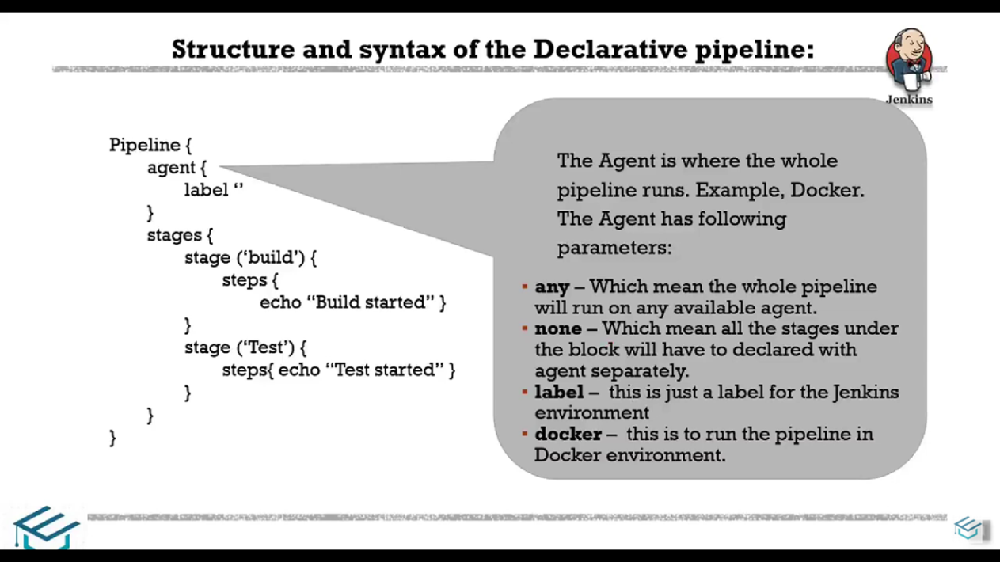 Structure and syntax of the Declarative pipeline:
Jenkins
Pipeline {
agent {
label ‘’
}
stages {
stage (‘build’) {
steps {
echo “Build started” }
}
stage (‘Test’) {
steps{ echo “Test started” }
}
}
}
The Agent is where the whole
pipeline runs. Example, Docker.
The Agent has following
parameters:
▪ any – Which mean the whole pipeline
will run on any available agent.
▪ none – Which mean all the stages under
the block will have to declared with
agent separately.
▪ label – this is just a label for the Jenkins
environment
▪ docker – this is to run the pipeline in
Docker environment.